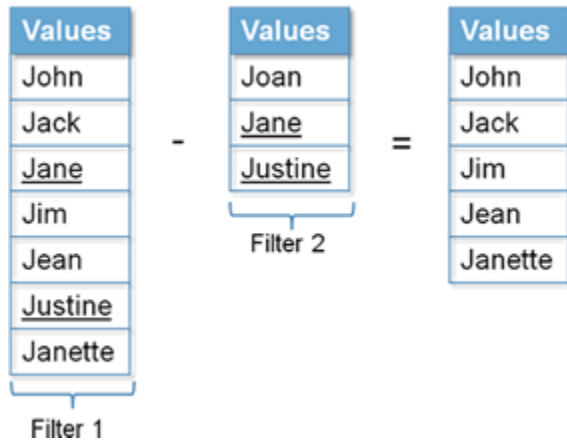 Values
John
Jack
Jane
Jim
Jean
Justine
Janette
Filter 1
-
Values
Joan
Jane
Justine
Filter 2
=
Values
John
Jack
Jim
Jean
Janette